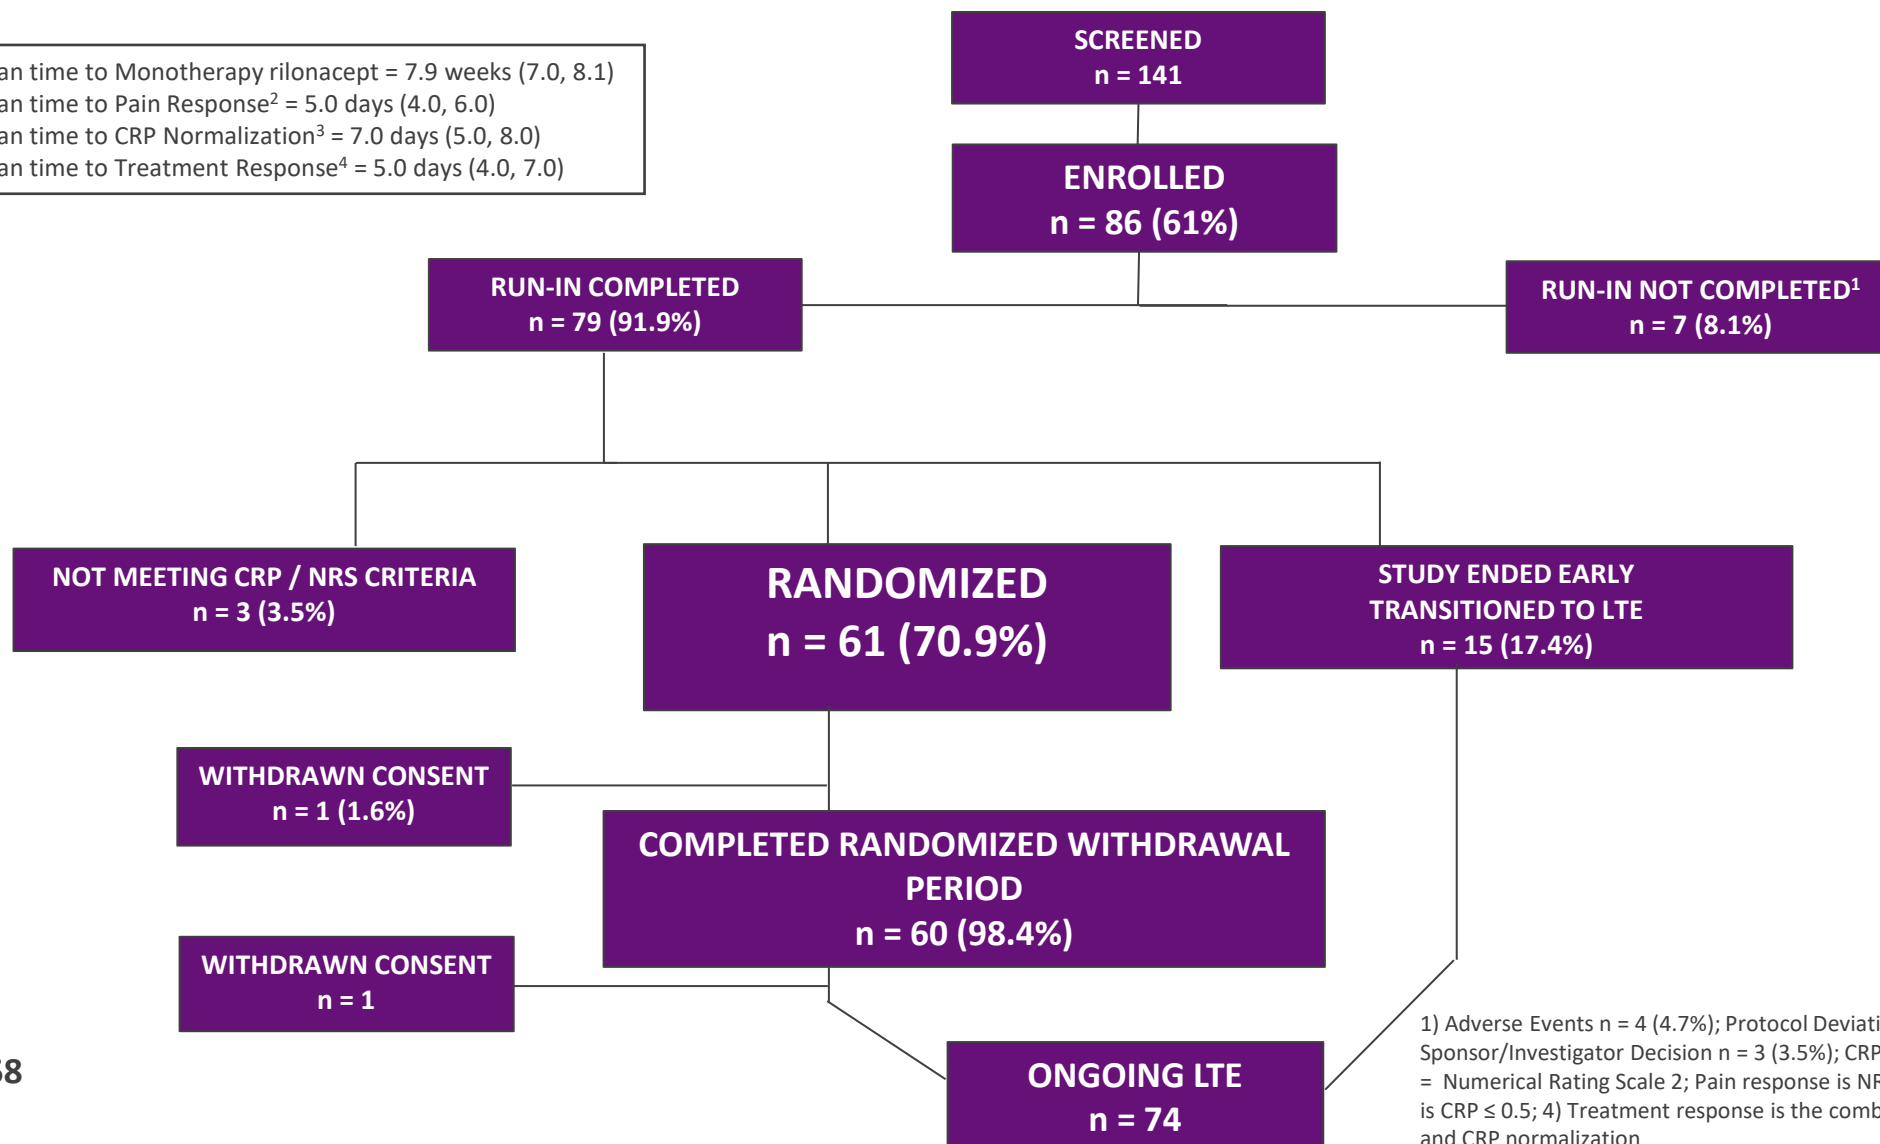 SCREENED
n = 141
an time to Monotherapy rilonacept = 7.9 weeks (7.0, 8.1)
an time to Pain Response² = 5.0 days (4.0, 6.0)
an time to CRP Normalization³ = 7.0 days (5.0, 8.0)
an time to Treatment Response⁴ = 5.0 days (4.0, 7.0)
ENROLLED
n = 86 (61%)
RUN-IN COMPLETED
n = 79 (91.9%)
RUN-IN NOT COMPLETED¹
n = 7 (8.1%)
NOT MEETING CRP / NRS CRITERIA
n = 3 (3.5%)
RANDOMIZED
n = 61 (70.9%)
STUDY ENDED EARLY
TRANSITIONED TO LTE
n = 15 (17.4%)
WITHDRAWN CONSENT
n = 1 (1.6%)
COMPLETED RANDOMIZED WITHDRAWAL
PERIOD
n = 60 (98.4%)
WITHDRAWN CONSENT
n = 1
ONGOING LTE
n = 74
1) Adverse Events n = 4 (4.7%); Protocol Deviati
Sponsor/Investigator Decision n = 3 (3.5%); CRP
= Numerical Rating Scale 2; Pain response is NR
is CRP ≤ 0.5; 4) Treatment response is the comb
and CRP normalization
8